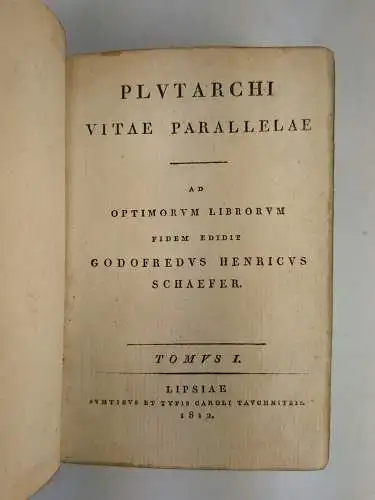 PLVTARCHI
VITAE PARALLELAE
AD
OPTIMORVM LIBRORVM
FIDEM EDIDIT
GODOFREDVS HENRICVS
SCHAEFER.
TOMVS I.
LIPSIAE
SVMTIBVS ET TYPIS CAROLI TAVCHNITZII.
1812.